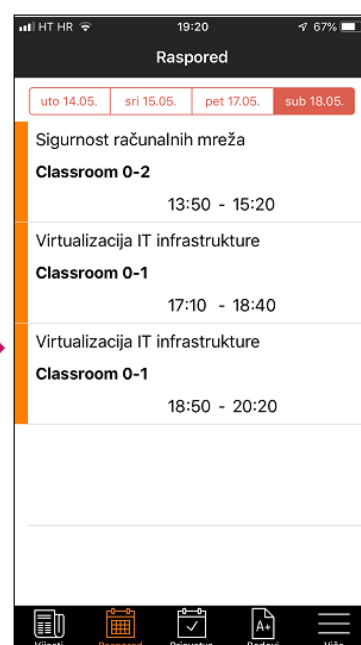 HT HR 19:20 67%
Raspored
uto 14.05. sri 15.05. pet 17.05. sub 18.05.
Sigurnost računalnih mreža
Classroom 0-2
13:50 - 15:20
Virtualizacija IT infrastrukture
Classroom 0-1
17:10 - 18:40
Virtualizacija IT infrastrukture
Classroom 0-1
18:50 - 20:20
A+
Raspored